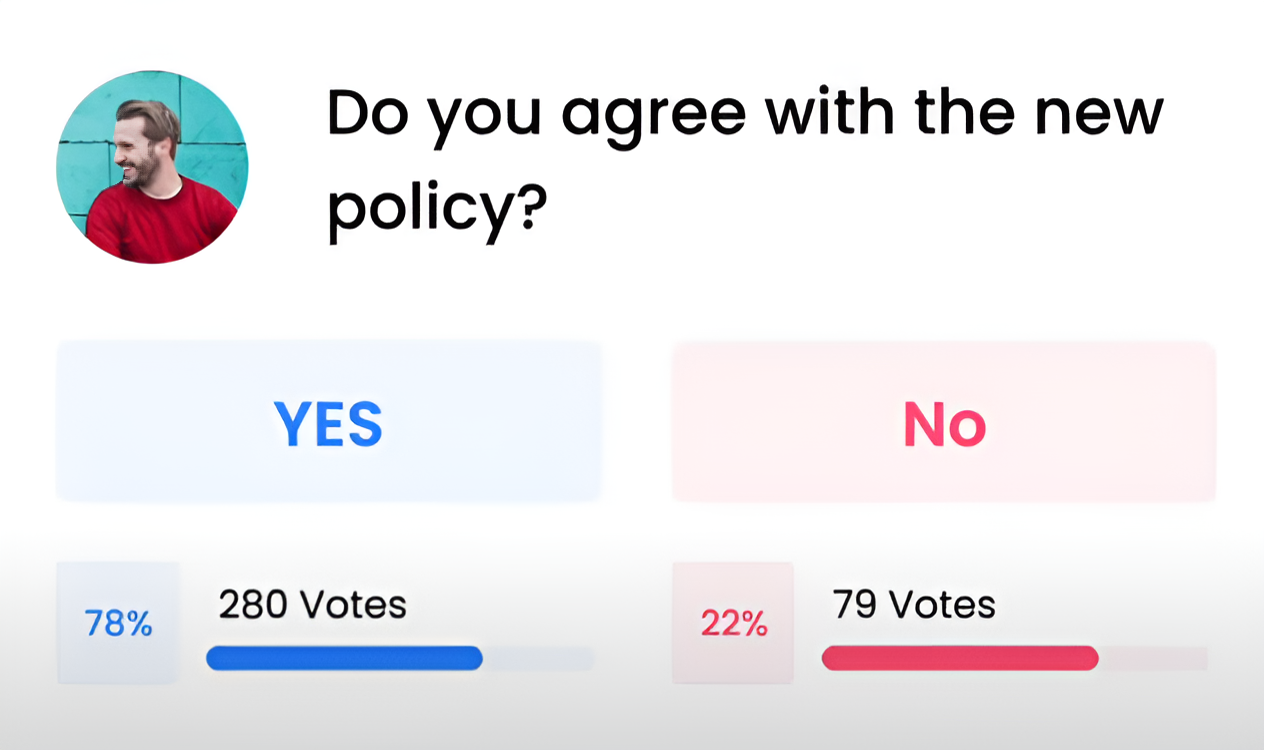 Do you agree with the new
policy?
YES
No
78%
280 Votes
22%
79 Votes